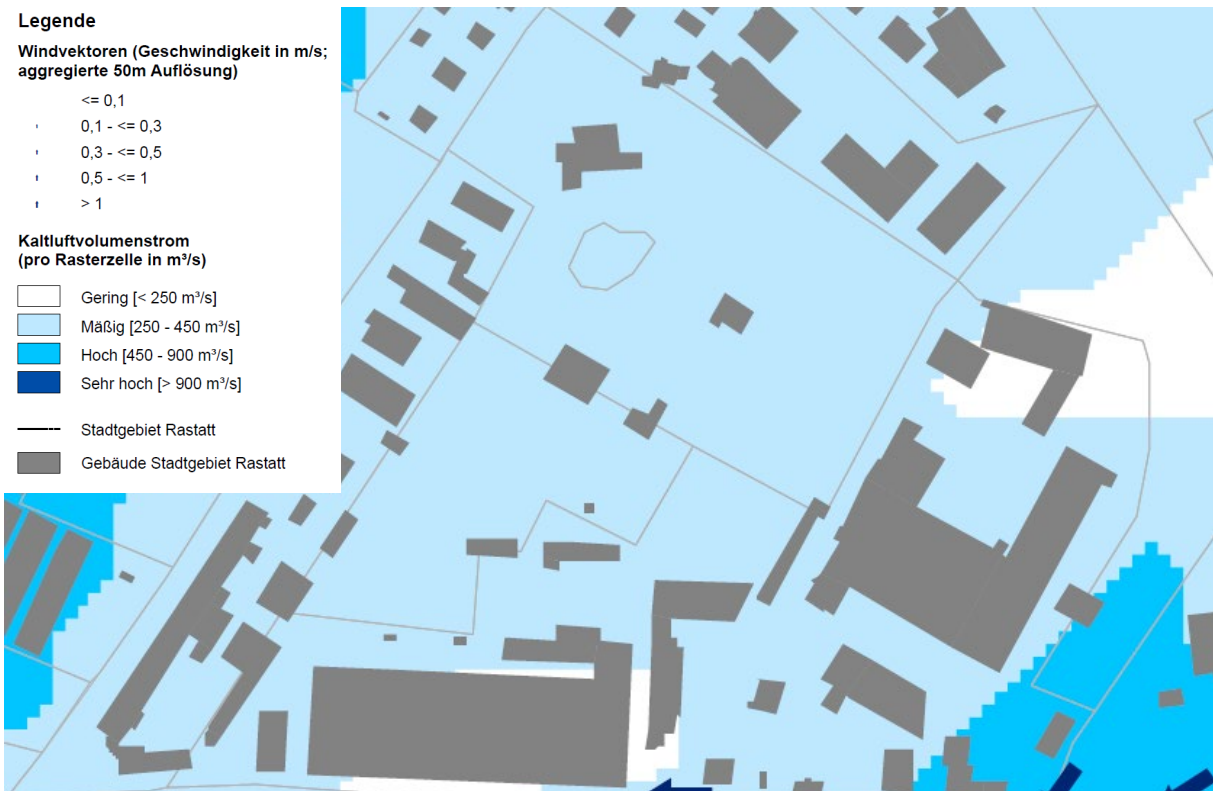 Legende
Windvektoren (Geschwindigkeit in m/s;
aggregierte 50m Auflösung)
<= 0,1
0,1 - <= 0,3
0,3 - <= 0,5
0,5 - <= 1
> 1
Kaltluftvolumenstrom
(pro Rasterzelle in m³/s)
Gering [< 250 m³/s]
Mäßig [250 - 450 m³/s]
Hoch [450 - 900 m³/s]
Sehr hoch [> 900 m³/s]
Stadtgebiet Rastatt
Gebäude Stadtgebiet Rastatt